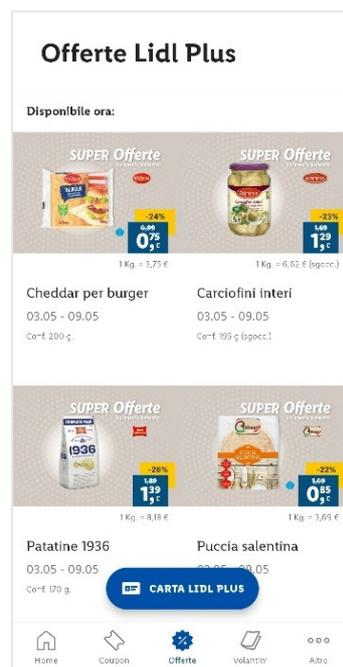 Offerte Lidl Plus
Disponibile ora:
SUPER Offerte
SUPER Offerte
-24%
0,99
0,75
1 Kg. = 3,75 €
-23%
1,69
1,29
1 Kg. = 6,62 € (sgocc.)
Cheddar per burger
Carciofini interi
03.05 - 09.05
03.05 - 09.05
Conf. 200 g.
Conf. 195 g (sgocc.)
SUPER Offerte
SUPER Offerte
1936
-26%
1,89
1,39
1 Kg. = 8,18 €
-22%
1,09
0,85
1 Kg. = 3,69 €
Patatine 1936
Puccia salentina
03.05 - 09.05
Conf. 170 g.
CARTA LIDL PLUS
Home
Coupon
Offerte
Volantini
Altro